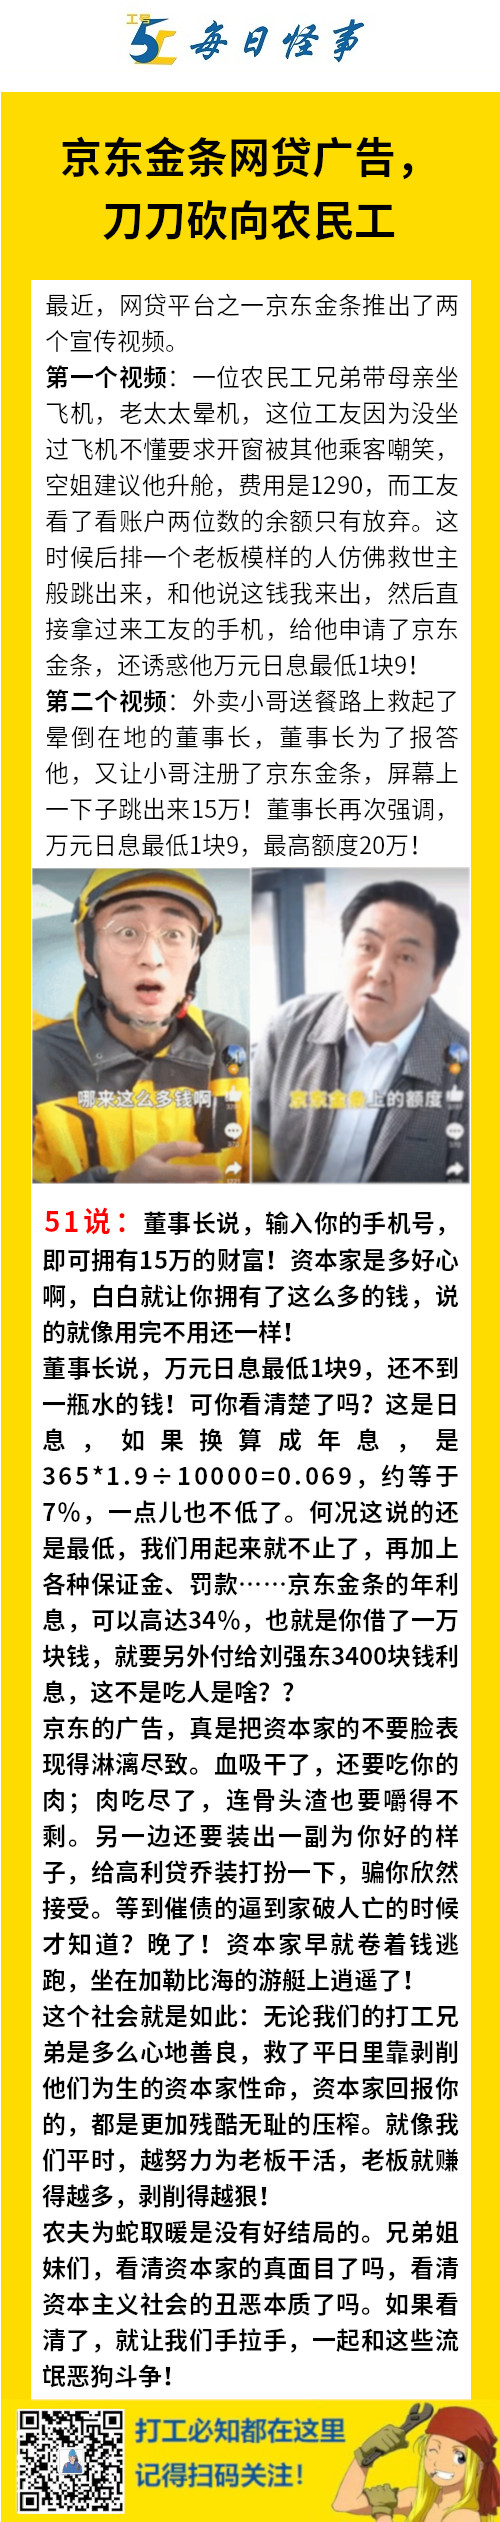 工号
51
每日怪事
京东金条网贷广告，
刀刀砍向农民工
最近，网贷平台之一京东金条推出了两
个宣传视频。
第一个视频：一位农民工兄弟带母亲坐
飞机，老太太晕机，这位工友因为没坐
过飞机不懂要求开窗被其他乘客嘲笑，
空姐建议他升舱，费用是1290，而工友
看了看账户两位数的余额只有放弃。这
时候后排一个老板模样的人仿佛救世主
般跳出来，和他说这钱我来出，然后直
接拿过来工友的手机，给他申请了京东
金条，还诱惑他万元日息最低1块9！
第二个视频：外卖小哥送餐路上救起了
晕倒在地的董事长，董事长为了报答
他，又让小哥注册了京东金条，屏幕上
一下子跳出来15万！董事长再次强调，
万元日息最低1块9，最高额度20万！
哪来这么多钱啊
京东金条上的额度
51说：董事长说，输入你的手机号，
即可拥有15万的财富！资本家是多好心
啊，白白就让你拥有了这么多的钱，说
的就像用完不用还一样！
董事长说，万元日息最低1块9，还不到
一瓶水的钱！可你看清楚了吗？这是日
息，如果换算成年息，是
365*1.9÷10000=0.069，约等于
7%，一点儿也不低了。何况这说的还
是最低，我们用起来就不止了，再加上
各种保证金、罚款……京东金条的年利
息，可以高达34%，也就是你借了一万
块钱，就要另外付给刘强东3400块钱利
息，这不是吃人是啥？？
京东的广告，真是把资本家的不要脸表
现得淋漓尽致。血吸干了，还要吃你的
肉；肉吃尽了，连骨头渣也要嚼得不
剩。另一边还要装出一副为你好的样
子，给高利贷乔装打扮一下，骗你欣然
接受。等到催债的逼到家破人亡的时候
才知道？晚了！资本家早就卷着钱逃
跑，坐在加勒比海的游艇上逍遥了！
这个社会就是如此：无论我们的打工兄
弟是多么心地善良，救了平日里靠剥削
他们为生的资本家性命，资本家回报你
的，都是更加残酷无耻的压榨。就像我
们平时，越努力为老板干活，老板就赚
得越多，剥削得越狠！
农夫为蛇取暖是没有好结局的。兄弟姐
妹们，看清资本家的真面目了吗，看清
资本主义社会的丑恶本质了吗。如果看
清了，就让我们手拉手，一起和这些流
氓恶狗斗争！
打工必知都在这里
记得扫码关注！